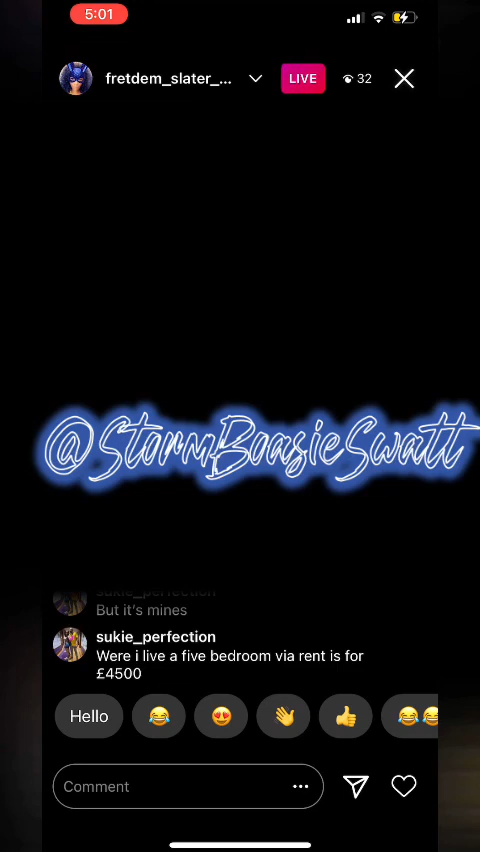 5:01
fretdem_slater_...
LIVE
32
@StormBoasieSwatt
sukie_perfection
But it's mines
sukie_perfection
Were i live a five bedroom via rent is for
£4500
Hello
Comment